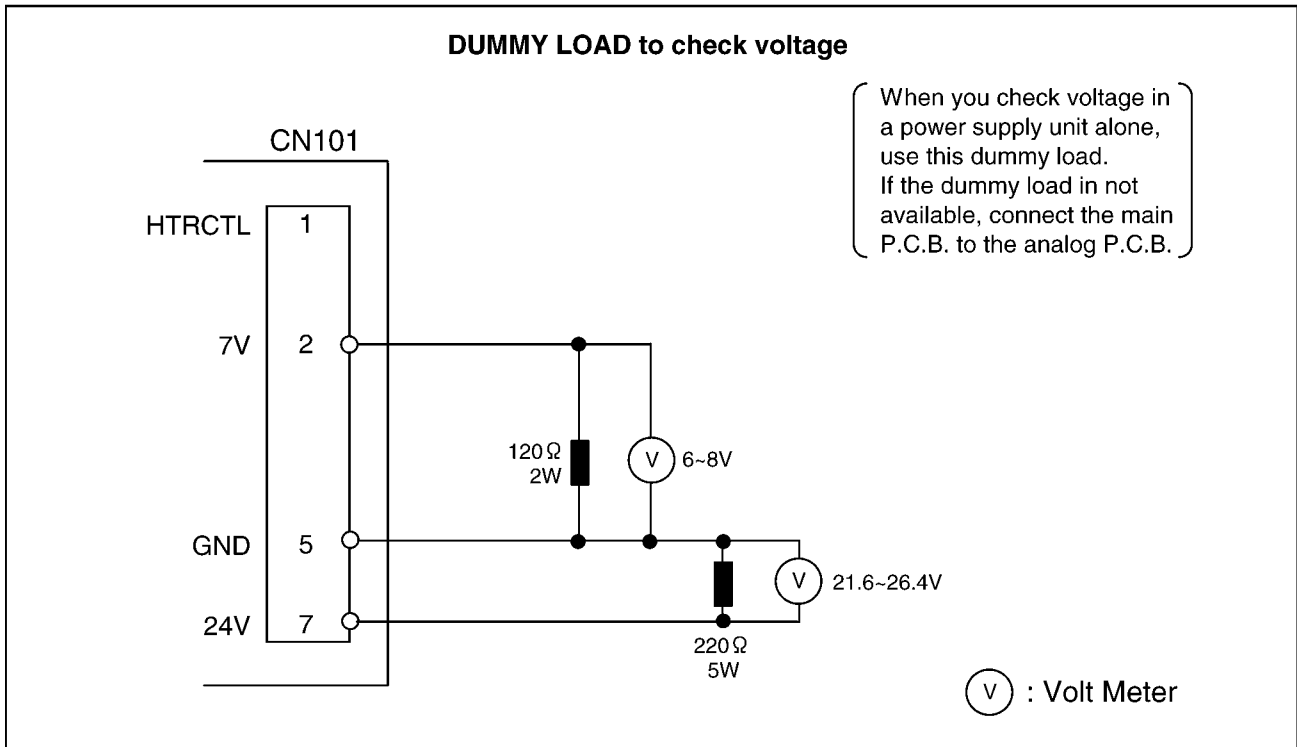 DUMMY LOAD to check voltage
When you check voltage in
a power supply unit alone,
use this dummy load.
If the dummy load in not
available, connect the main
P.C.B. to the analog P.C.B.
CN101
HTRCTL 1
7V 2
120Ω
2W
V 6~8V
GND 5
V 21.6~26.4V
24V 7
220Ω
5W
V : Volt Meter